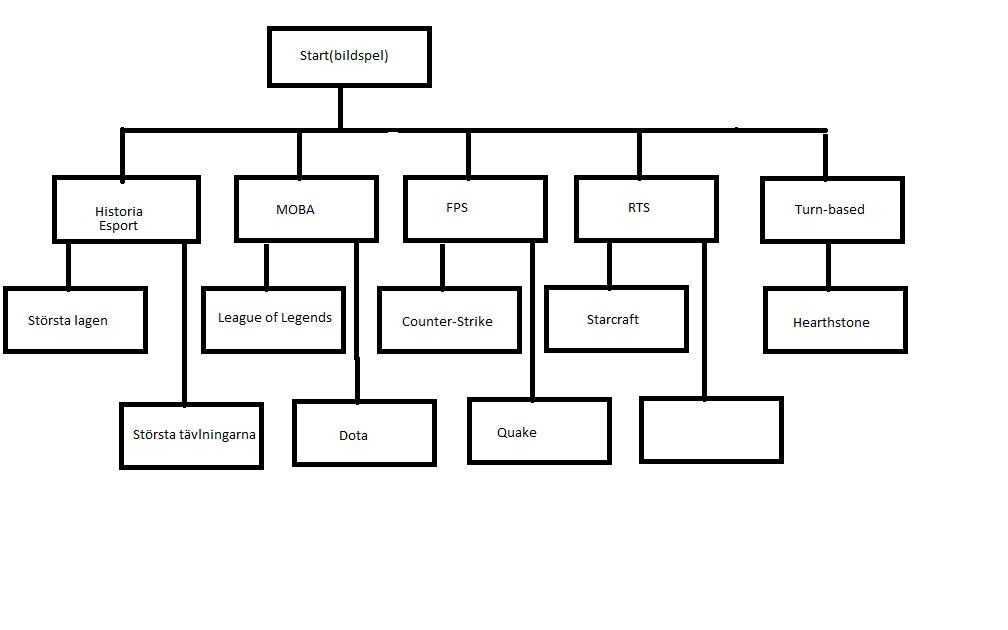 Start(bildspel)
Historia
Esport
MOBA
FPS
RTS
Turn-based
Största lagen
League of Legends
Counter-Strike
Starcraft
Hearthstone
Största tävlningarna
Dota
Quake